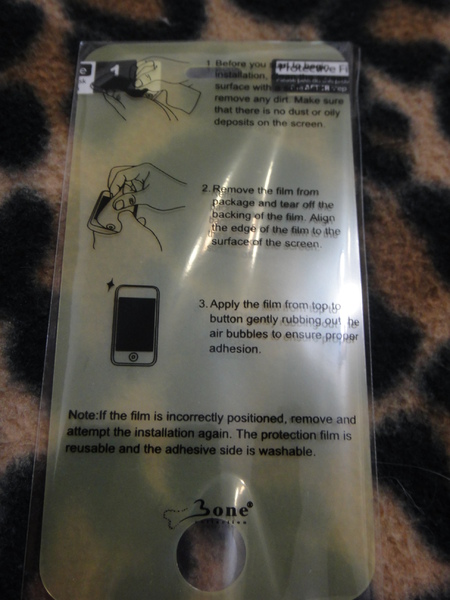 1
Protective Fi
1 Before you
installation,
surface with
remove any dirt. Make sure
that there is no dust or oily
deposits on the screen.
2. Remove the film from
package and tear off the
backing of the film. Align
the edge of the film to the
surface of the screen.
3. Apply the film from top to
button gently rubbing out the
air bubbles to ensure proper
adhesion.
Note:If the film is incorrectly positioned, remove and
attempt the installation again. The protection film is
reusable and the adhesive side is washable.
Bone®
collection